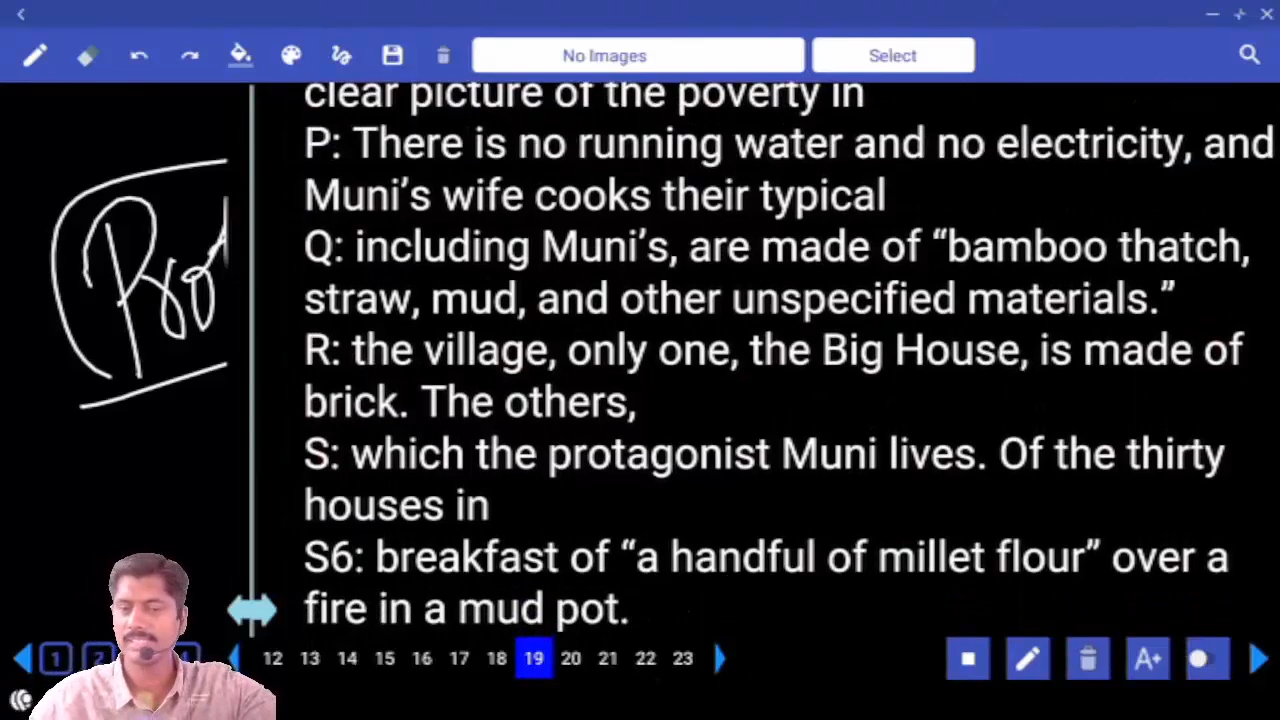 No Images
Select
clear picture of the poverty in
P: There is no running water and no electricity, and
Muni's wife cooks their typical
Q: including Muni's, are made of “bamboo thatch,
straw, mud, and other unspecified materials.”
R: the village, only one, the Big House, is made of
brick. The others,
S: which the protagonist Muni lives. Of the thirty
houses in
S6: breakfast of “a handful of millet flour” over a
fire in a mud pot.
1 2 12 13 14 15 16 17 18 19 20 21 22 23
A+